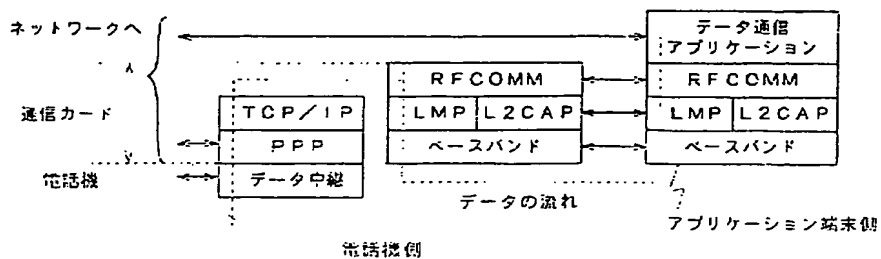 ネットワークへ
データ通信
アプリケーション
RFCOMM
RFCOMM
通信カード
TCP/IP
LMP
L2CAP
LMP
L2CAP
PPP
ベースバンド
ベースバンド
電話機
データ中継
データの流れ
アプリケーション端末側
電話機側